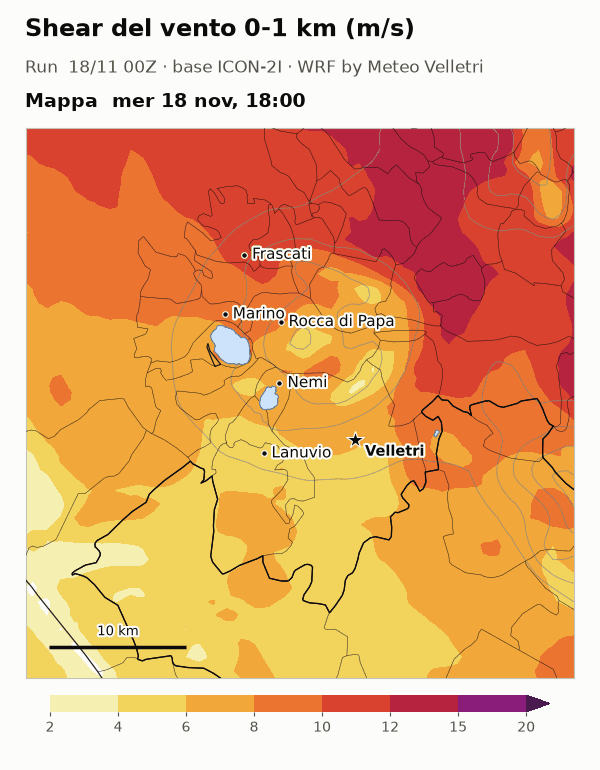 Shear del vento 0-1 km (m/s)
Run  18/11 00Z · base ICON-2I · WRF by Meteo Velletri
Mappa  mer 18 nov, 18:00
Frascati
Marino
Rocca di Papa
Nemi
Velletri
Lanuvio
10 km
2 4 6 8 10 12 15 20